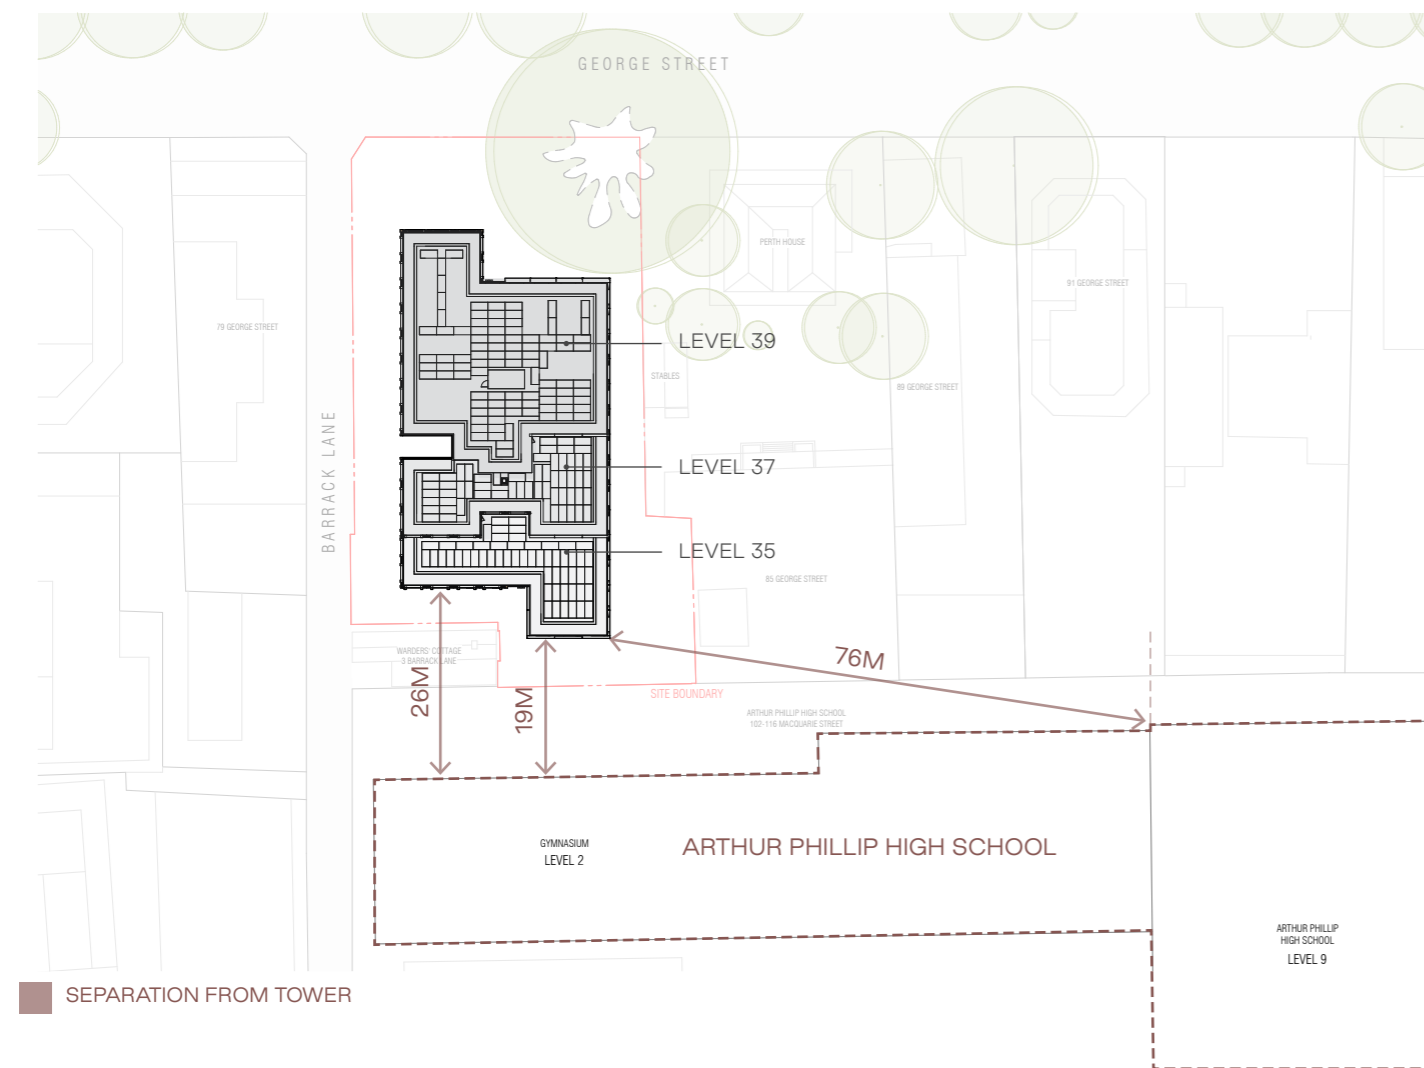 GEORGE STREET
PERTH HOUSE
91 GEORGE STREET
79 GEORGE STREET
LEVEL 39
STABLES
89 GEORGE STREET
BARRACK LANE
LEVEL 37
LEVEL 35
85 GEORGE STREET
WARDERS' COTTAGE
3 BARRACK LANE
26M
19M
76M
SITE BOUNDARY
ARTHUR PHILLIP HIGH SCHOOL
102-116 MACQUARIE STREET
GYMNASIUM
LEVEL 2
ARTHUR PHILLIP HIGH SCHOOL
ARTHUR PHILLIP
HIGH SCHOOL
LEVEL 9
SEPARATION FROM TOWER